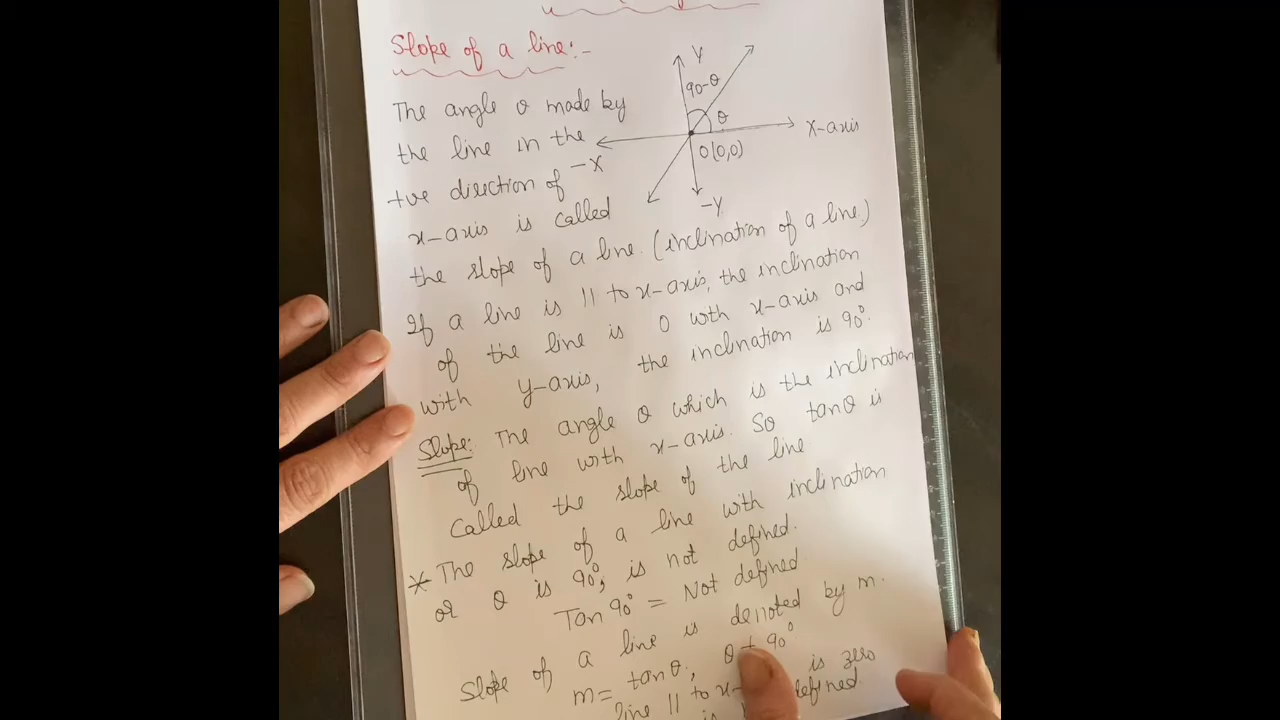 Slope of a line:-
Y
90-θ
θ
X-axis
O(0,0)
-X
-Y
The angle θ made by
the line in the
+ve direction of
x-axis is called
the slope of a line. (inclination of a line)
If a line is || to x-axis, the inclination
of the line is 0 with x-axis and
with y-axis, the inclination is 90°.
Slope: The angle θ which is the inclination
of line with x-axis. So tanθ is
called the slope of the line
* The slope of a line with inclination
or θ is 90°, is not defined.
Tan 90° = Not defined
Slope of a line is denoted by m.
m = tanθ, θ ≠ 90°
line || to x- is zero
is defined